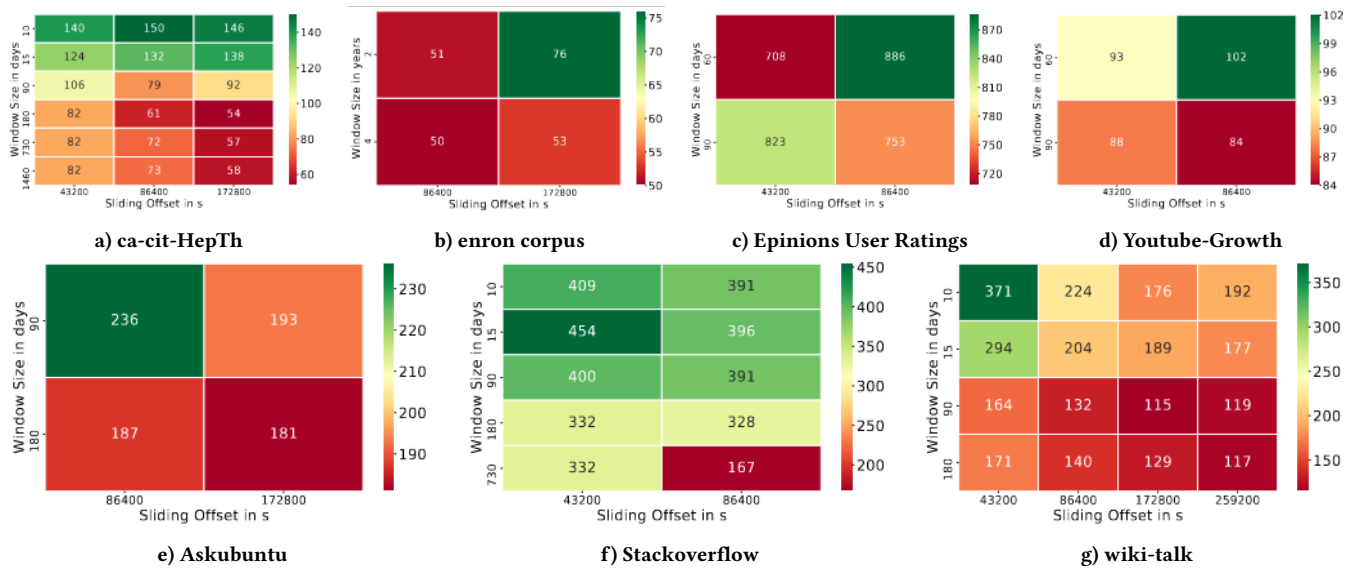 Window Size in days
10 140 150 146
15 124 132 138
90 106 79 92
180 82 61 54
730 82 72 57
1460 82 73 58
43200 86400 172800
Sliding Offset in s
140
120
100
80
60
a) ca-cit-HepTh
Window Size in years
2 51 76
4 50 53
86400 172800
Sliding Offset in s
75
70
65
60
55
50
b) enron corpus
Window Size in days
60 708 886
90 823 753
43200 86400
Sliding Offset in s
870
840
810
780
750
720
c) Epinions User Ratings
Window Size in days
60 93 102
90 88 84
43200 86400
Sliding Offset in s
102
99
96
93
90
87
84
d) Youtube-Growth
Window Size in days
90 236 193
180 187 181
86400 172800
Sliding Offset in s
230
220
210
200
190
e) Askubuntu
Window Size in days
10 409 391
15 454 396
90 400 391
180 332 328
730 332 167
43200 86400
Sliding Offset in s
450
400
350
300
250
200
f) Stackoverflow
Window Size in days
10 371 224 176 192
15 294 204 189 177
90 164 132 115 119
180 171 140 129 117
43200 86400 172800 259200
Sliding Offset in s
350
300
250
200
150
g) wiki-talk